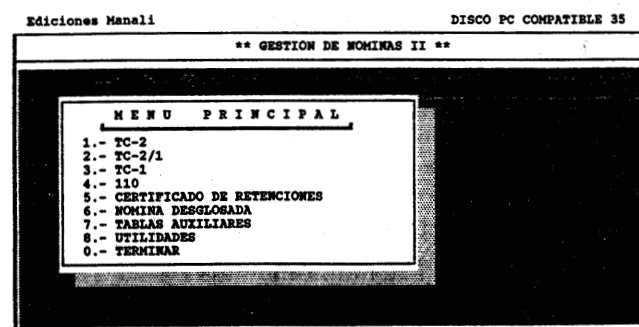 Ediciones Manali DISCO PC COMPATIBLE 35
** GESTION DE NOMINAS II **
MENU PRINCIPAL
1.- TC-2
2.- TC-2/1
3.- TC-1
4.- 110
5.- CERTIFICADO DE RETENCIONES
6.- NOMINA DESGLOSADA
7.- TABLAS AUXILIARES
8.- UTILIDADES
0.- TERMINAR